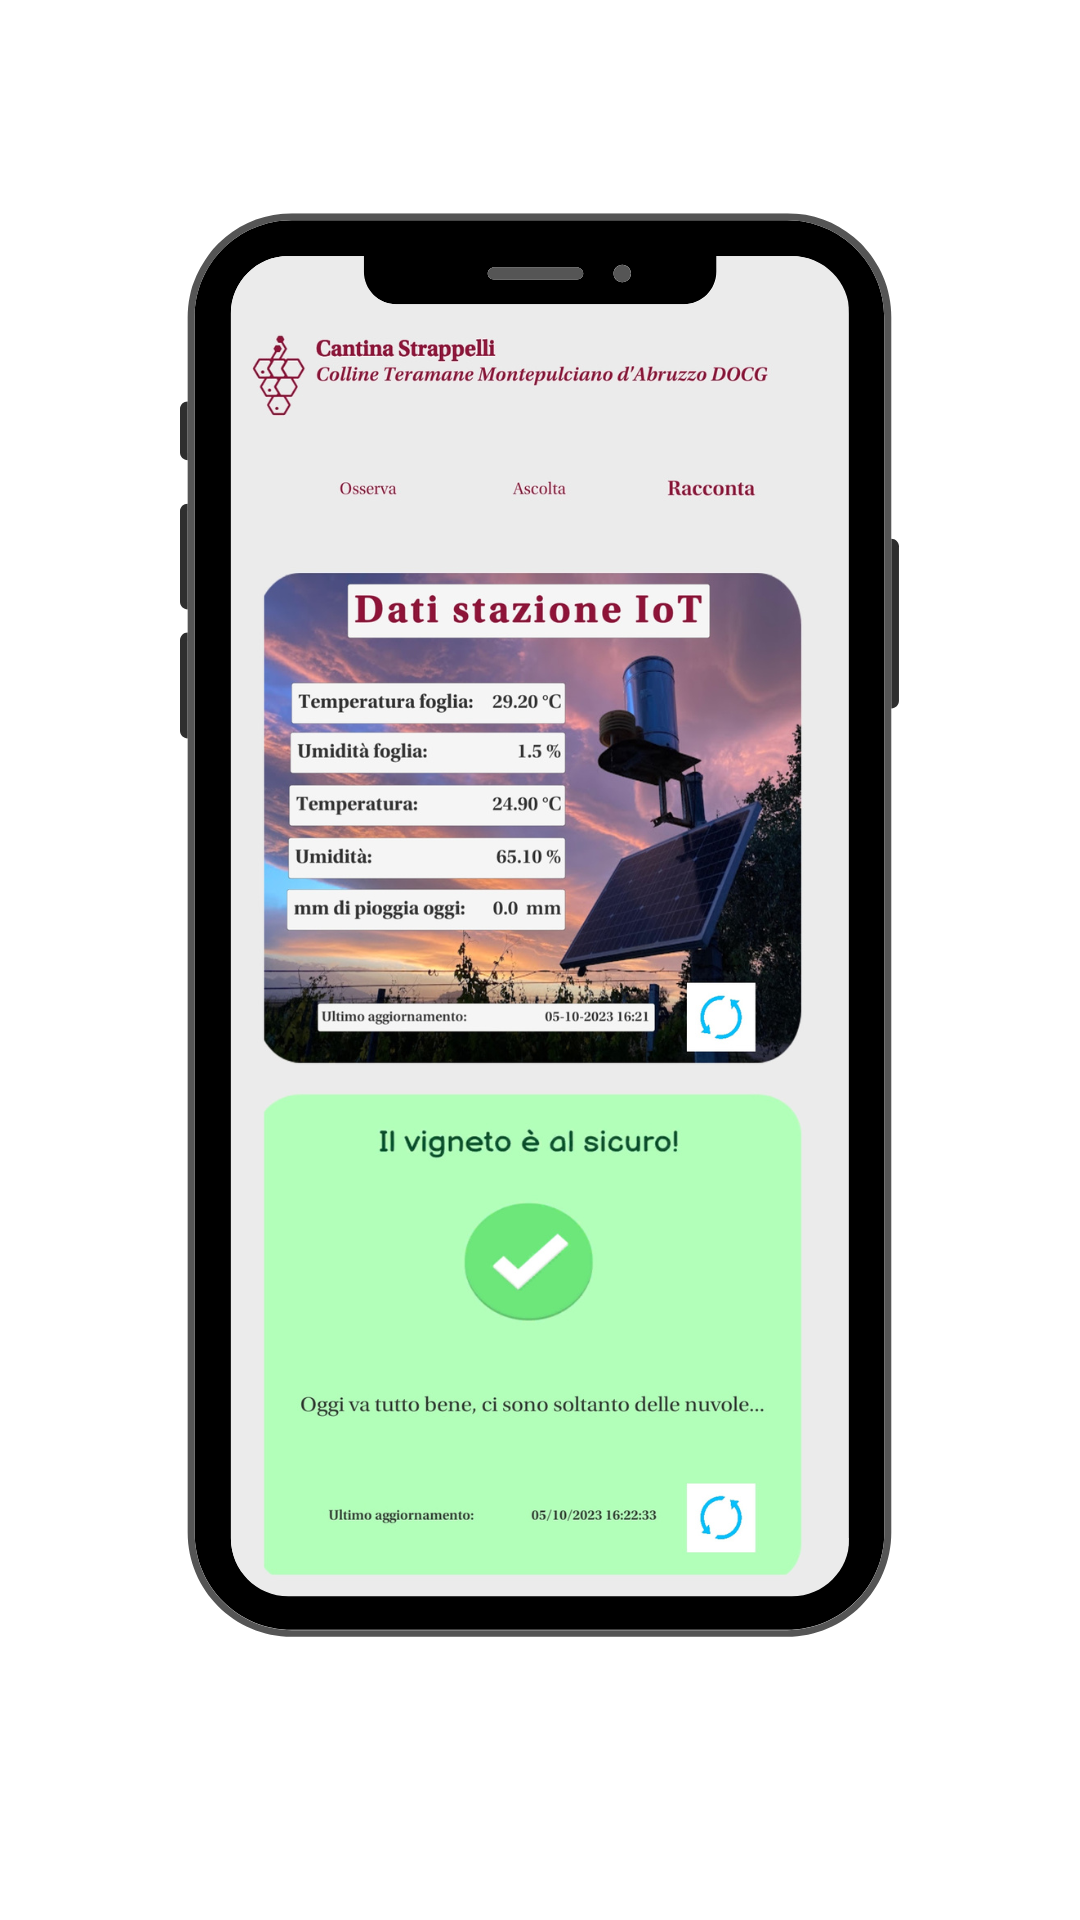 Cantina Strappelli
Colline Teramane Montepulciano d'Abruzzo DOCG
Osserva Ascolta Racconta
Dati stazione IoT
Temperatura foglia: 29.20 °C
Umidità foglia: 1.5 %
Temperatura: 24.90 °C
Umidità: 65.10 %
mm di pioggia oggi: 0.0 mm
Ultimo aggiornamento: 05-10-2023 16:21
Il vigneto è al sicuro!
Oggi va tutto bene, ci sono soltanto delle nuvole...
Ultimo aggiornamento: 05/10/2023 16:22:33